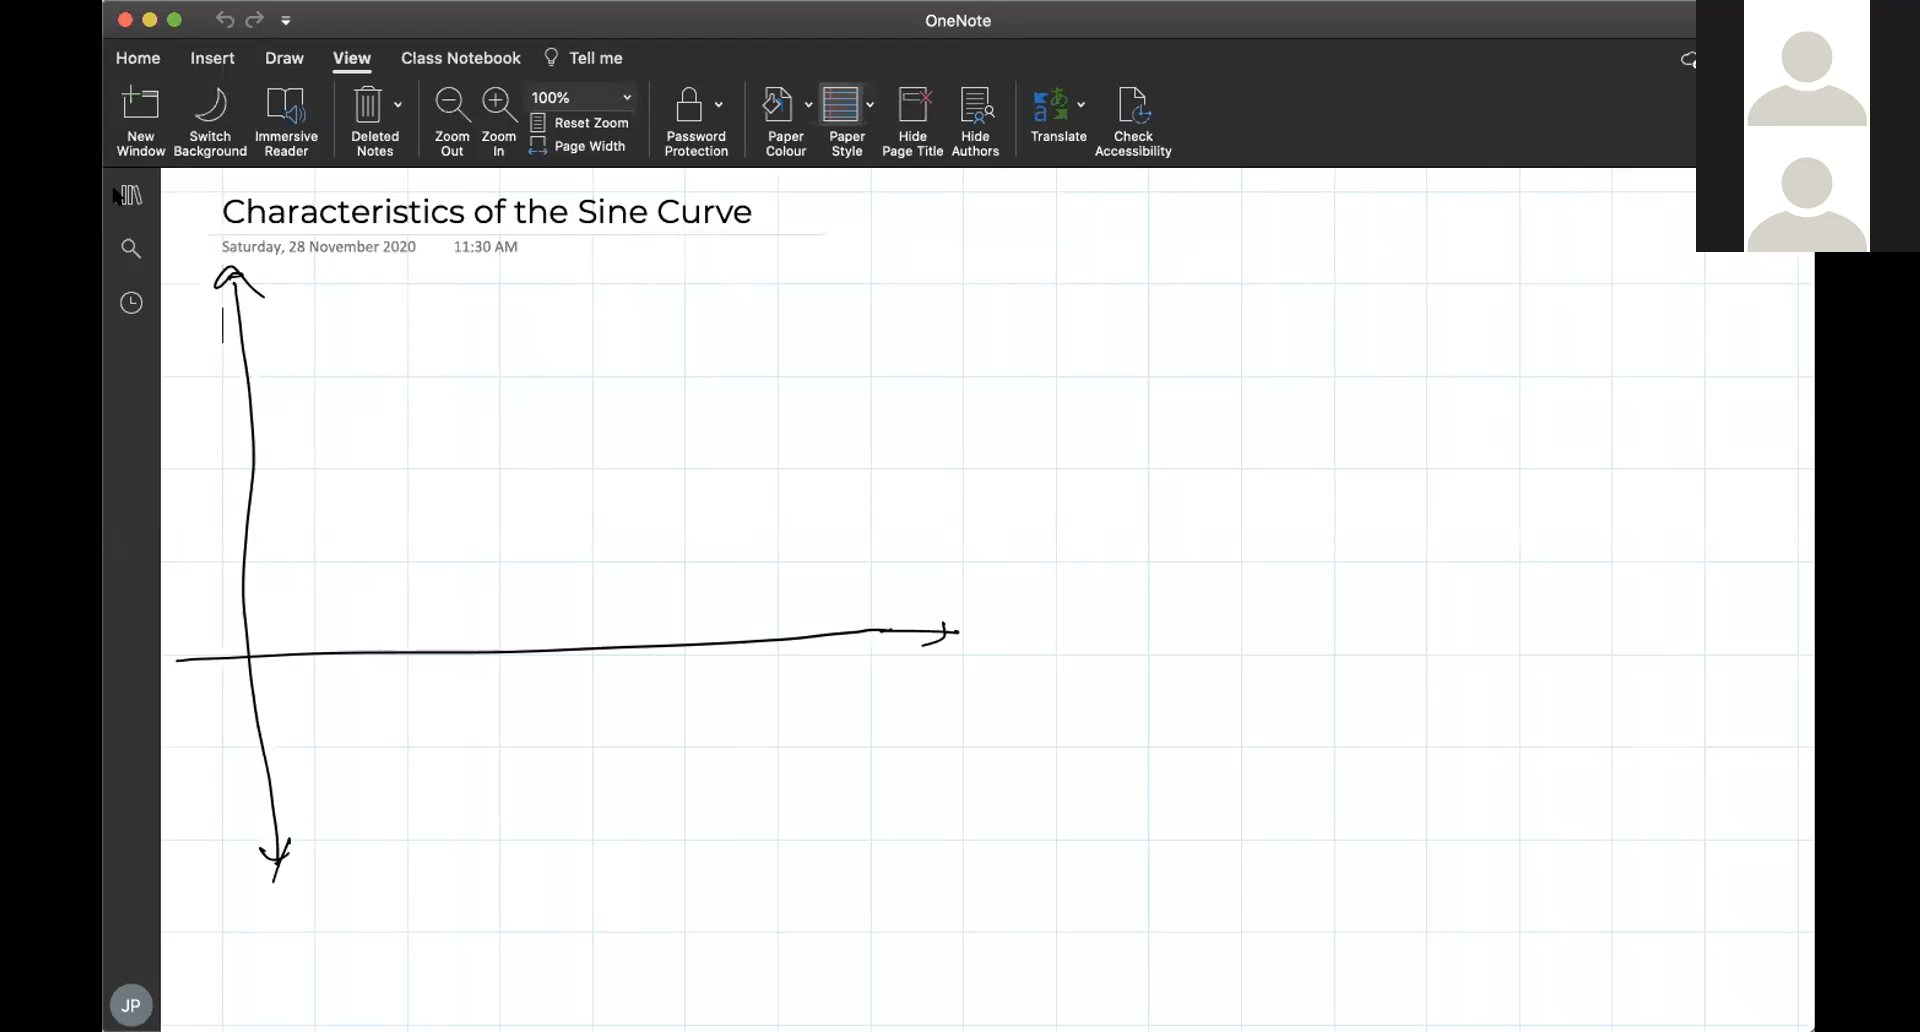 OneNote
Home Insert Draw View Class Notebook Tell me
New Window
Switch Background
Immersive Reader
Deleted Notes
Zoom Out
Zoom In
100%
Reset Zoom
Page Width
Password Protection
Paper Colour
Paper Style
Hide Page Title
Hide Authors
Translate
Check Accessibility
Characteristics of the Sine Curve
Saturday, 28 November 2020 11:30 AM
JP